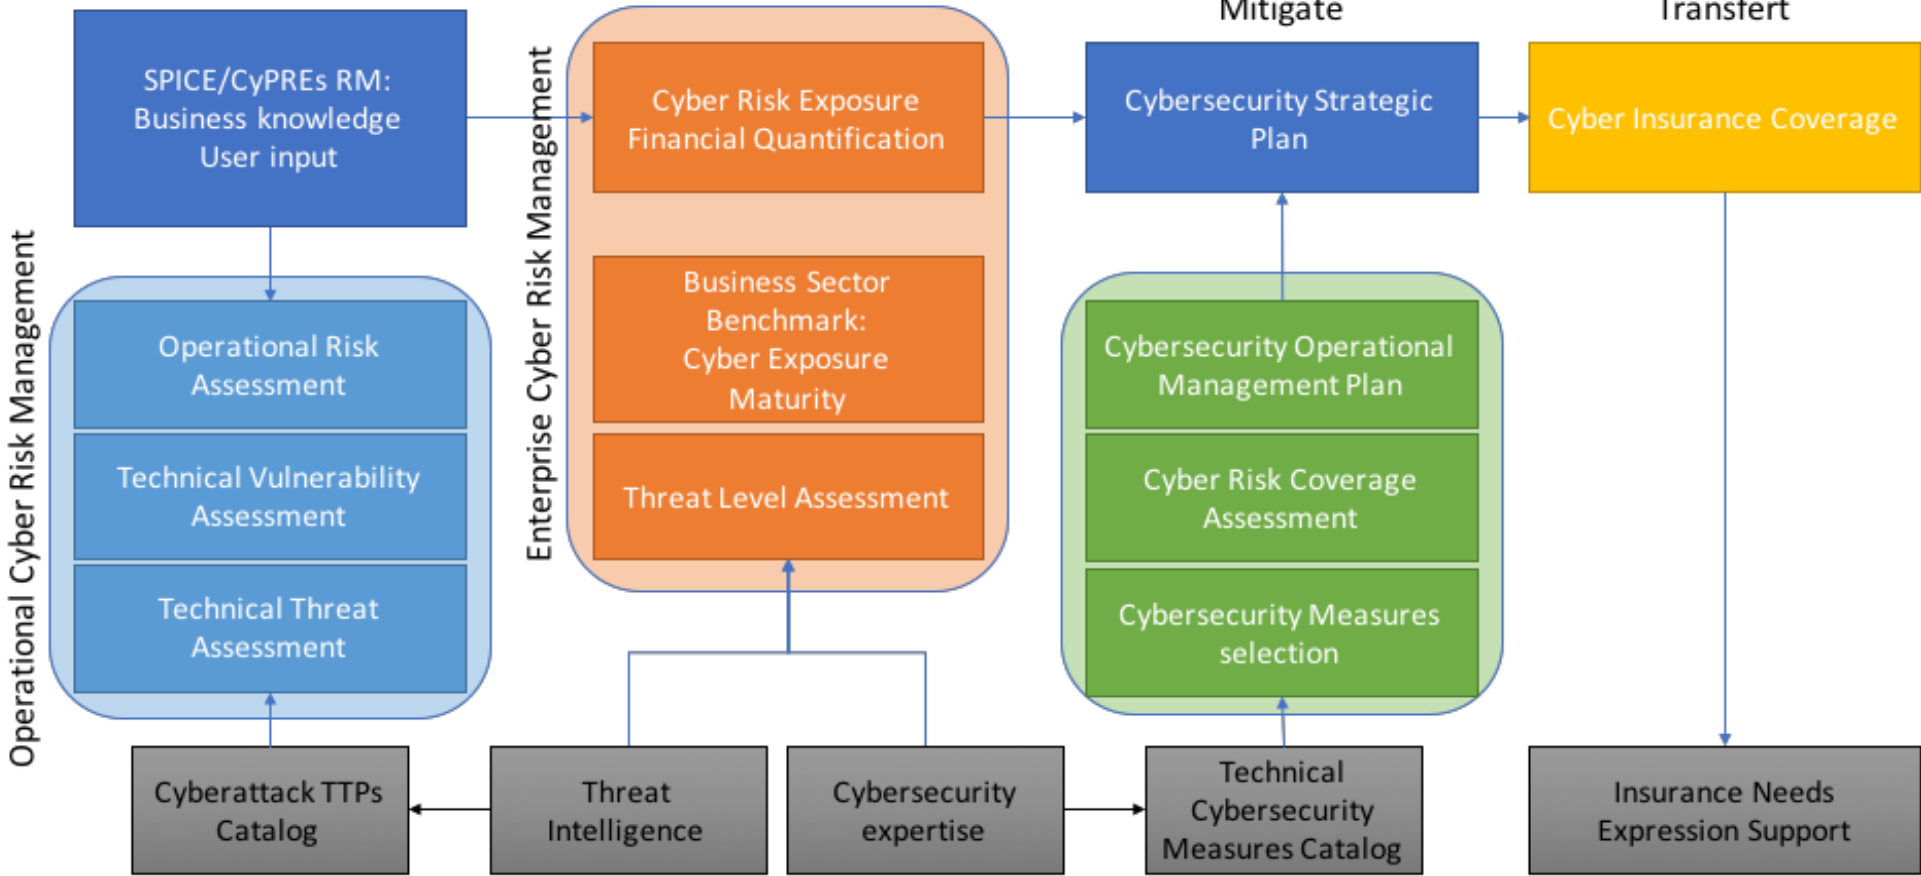 Mitigate
Transfert
SPICE/CyPREs RM:
Business knowledge
User input
Enterprise Cyber Risk Management
Cyber Risk Exposure
Financial Quantification
Cybersecurity Strategic
Plan
Cyber Insurance Coverage
Operational Cyber Risk Management
Operational Risk
Assessment
Technical Vulnerability
Assessment
Technical Threat
Assessment
Business Sector
Benchmark:
Cyber Exposure
Maturity
Threat Level Assessment
Cybersecurity Operational
Management Plan
Cyber Risk Coverage
Assessment
Cybersecurity Measures
selection
Cyberattack TTPs
Catalog
Threat
Intelligence
Cybersecurity
expertise
Technical
Cybersecurity
Measures Catalog
Insurance Needs
Expression Support